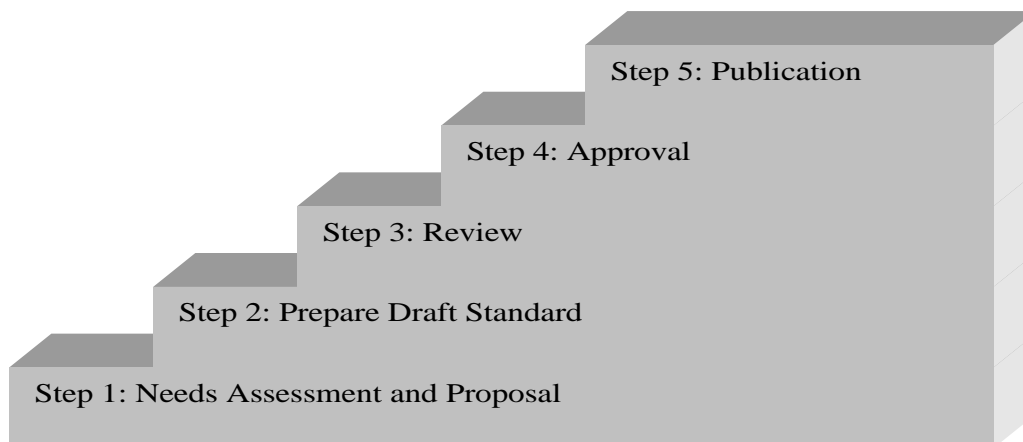 Step 5: Publication
Step 4: Approval
Step 3: Review
Step 2: Prepare Draft Standard
Step 1: Needs Assessment and Proposal